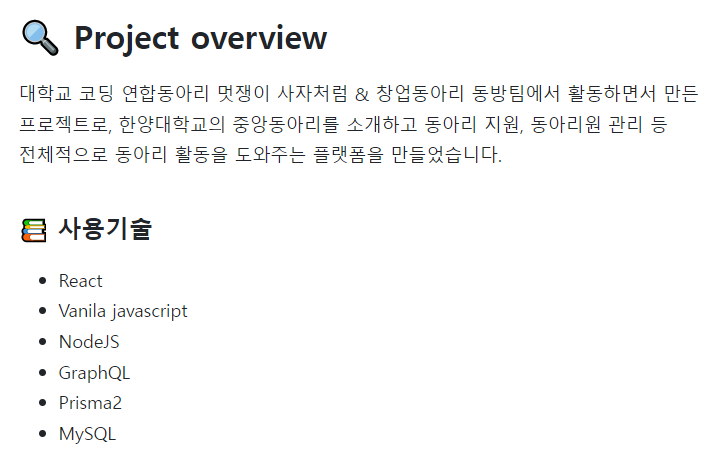 Project overview
대학교 코딩 연합동아리 멋쟁이 사자처럼 & 창업동아리 동방팀에서 활동하면서 만든
프로젝트로, 한양대학교의 중앙동아리를 소개하고 동아리 지원, 동아리원 관리 등
전체적으로 동아리 활동을 도와주는 플랫폼을 만들었습니다.
사용기술
React
Vanila javascript
NodeJS
GraphQL
Prisma2
MySQL